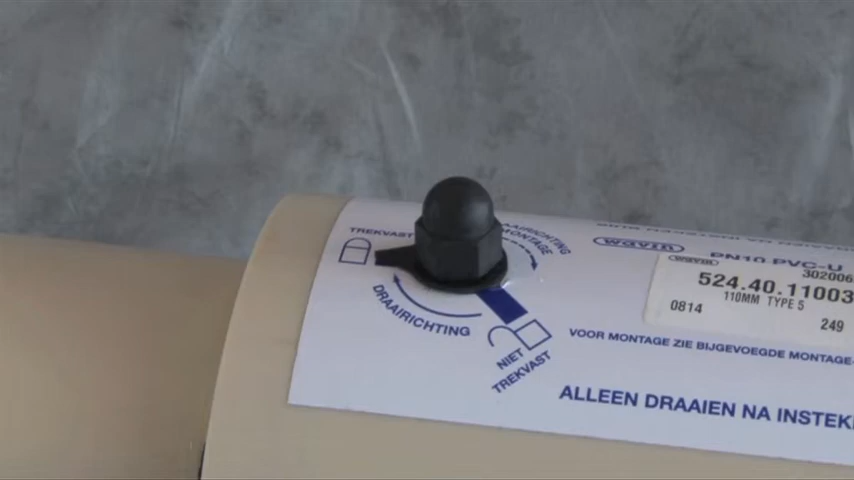 TREKVAST
DRAAIRICHTING
MONTAGE
DRAAIRICHTING
NIET
TREKVAST
wavin
PN10 PVC-U
wavin
302006
524.40.11003
110MM TYPE 5
0814
249
VOOR MONTAGE ZIE BIJGEVOEGDE MONTAGE-
ALLEEN DRAAIEN NA INSTEK